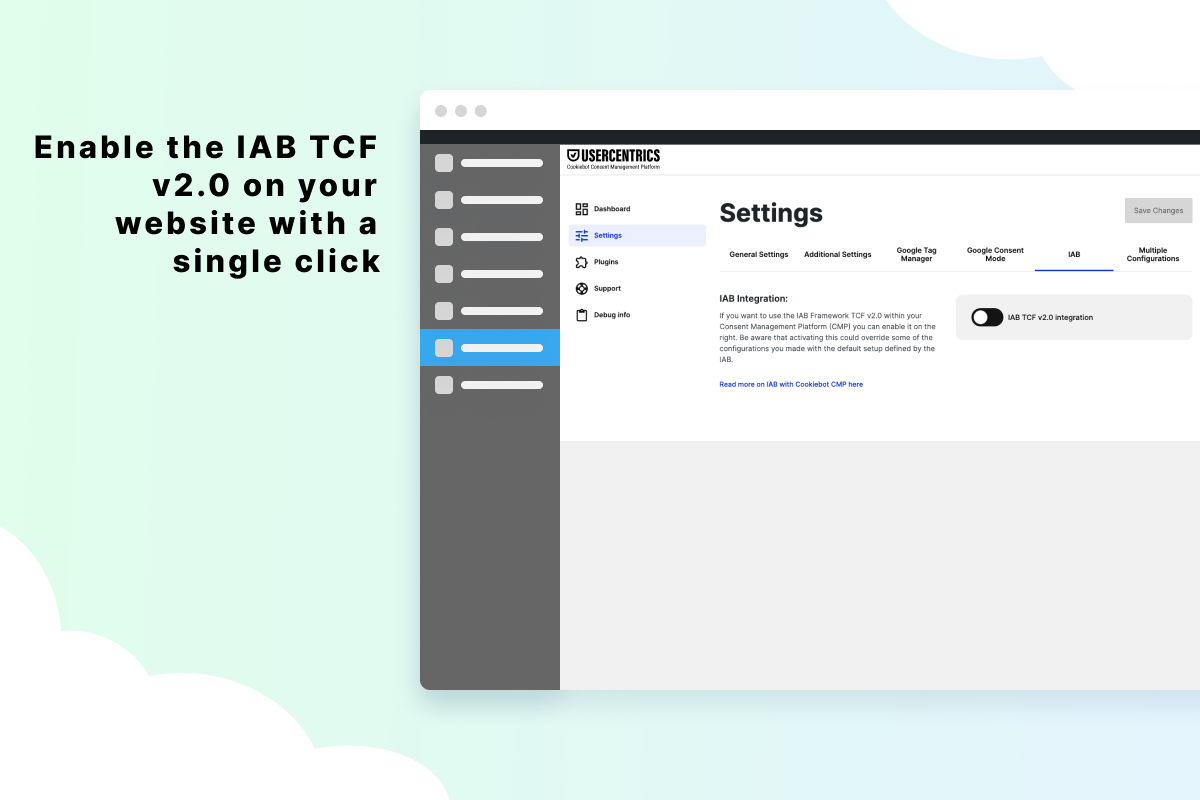 Enable the IAB TCF
v2.0 on your
website with a
single click
USERCENTRICS
Cookiebot Consent Management Platform
Dashboard
Settings
Plugins
Support
Debug info
Settings
Save Changes
General Settings
Additional Settings
Google Tag
Manager
Google Consent
Mode
IAB
Multiple
Configurations
IAB Integration:
If you want to use the IAB Framework TCF v2.0 within your
Consent Management Platform (CMP) you can enable it on the
right. Be aware that activating this could override some of the
configurations you made with the default setup defined by the
IAB.
Read more on IAB with Cookiebot CMP here
IAB TCF v2.0 integration